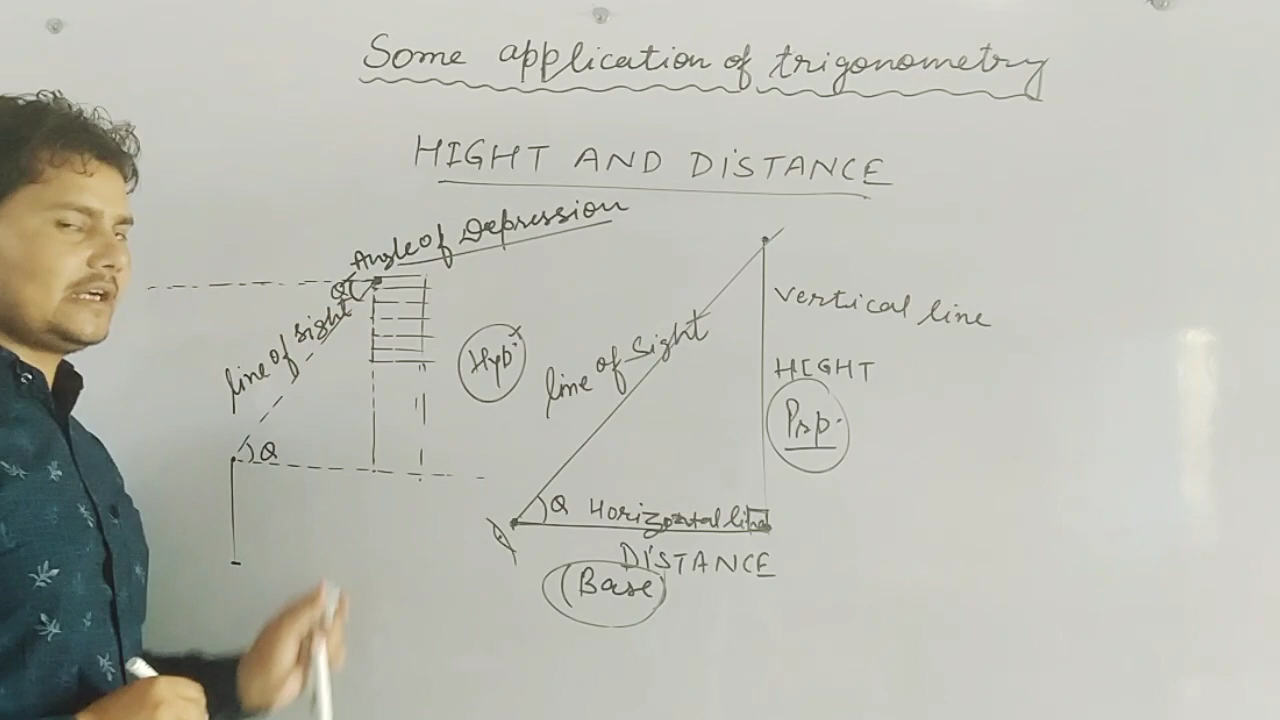 Some application of trigonometry
HIGHT AND DISTANCE
Angle of Depression
Q
line of sight
Q
Hyp.
line of Sight
vertical line
HEGHT
Prp.
Q Horizontal line
DISTANCE
(Base)